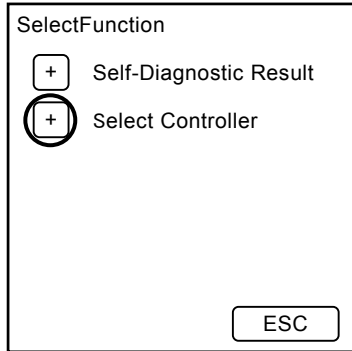 SelectFunction
+ Self-Diagnostic Result
+ Select Controller
ESC